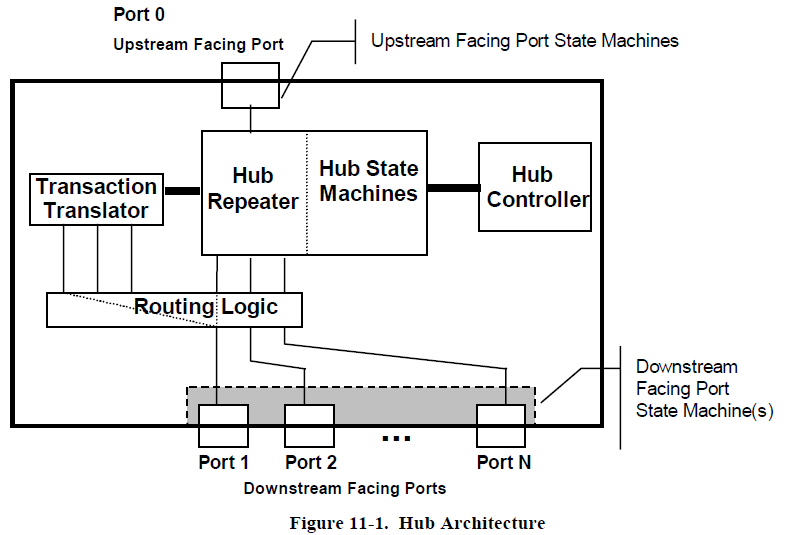 Port 0
Upstream Facing Port
Upstream Facing Port State Machines
Transaction
Translator
Hub
Repeater
Hub State
Machines
Hub
Controller
Routing Logic
Downstream
Facing Port
State Machine(s)
...
Port 1
Port 2
Port N
Downstream Facing Ports
Figure 11-1. Hub Architecture